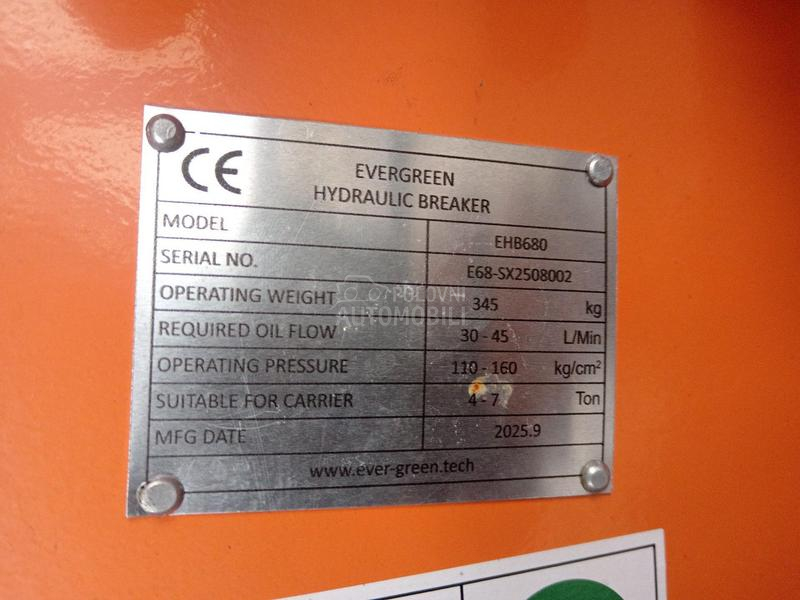 CE
EVERGREEN
HYDRAULIC BREAKER
MODEL EHB680
SERIAL NO. E68-SX2508002
OPERATING WEIGHT 345 kg
REQUIRED OIL FLOW 30 - 45 L/Min
OPERATING PRESSURE 110 - 160 kg/cm²
SUITABLE FOR CARRIER 4 - 7 Ton
MFG DATE 2025.9
www.ever-green.tech
POLOVNI
AUTOMOBILI